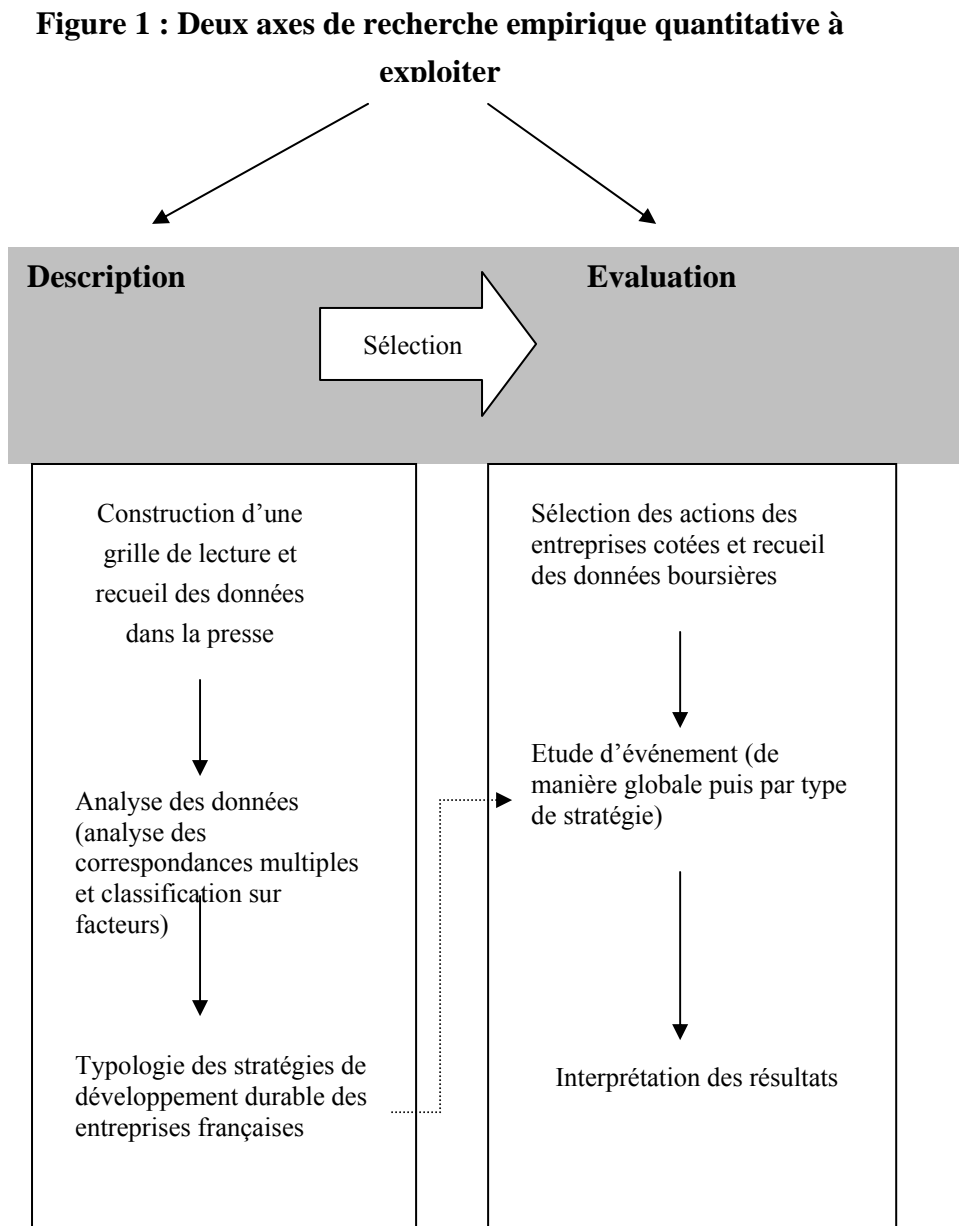 Figure 1 : Deux axes de recherche empirique quantitative à
exploiter
Description
Evaluation
Sélection
Construction d’une
grille de lecture et
recueil des données
dans la presse
Analyse des données
(analyse des
correspondances multiples
et classification sur
facteurs)
Typologie des stratégies de
développement durable des
entreprises françaises
Sélection des actions des
entreprises cotées et recueil
des données boursières
Etude d’événement (de
manière globale puis par type
de stratégie)
Interprétation des résultats